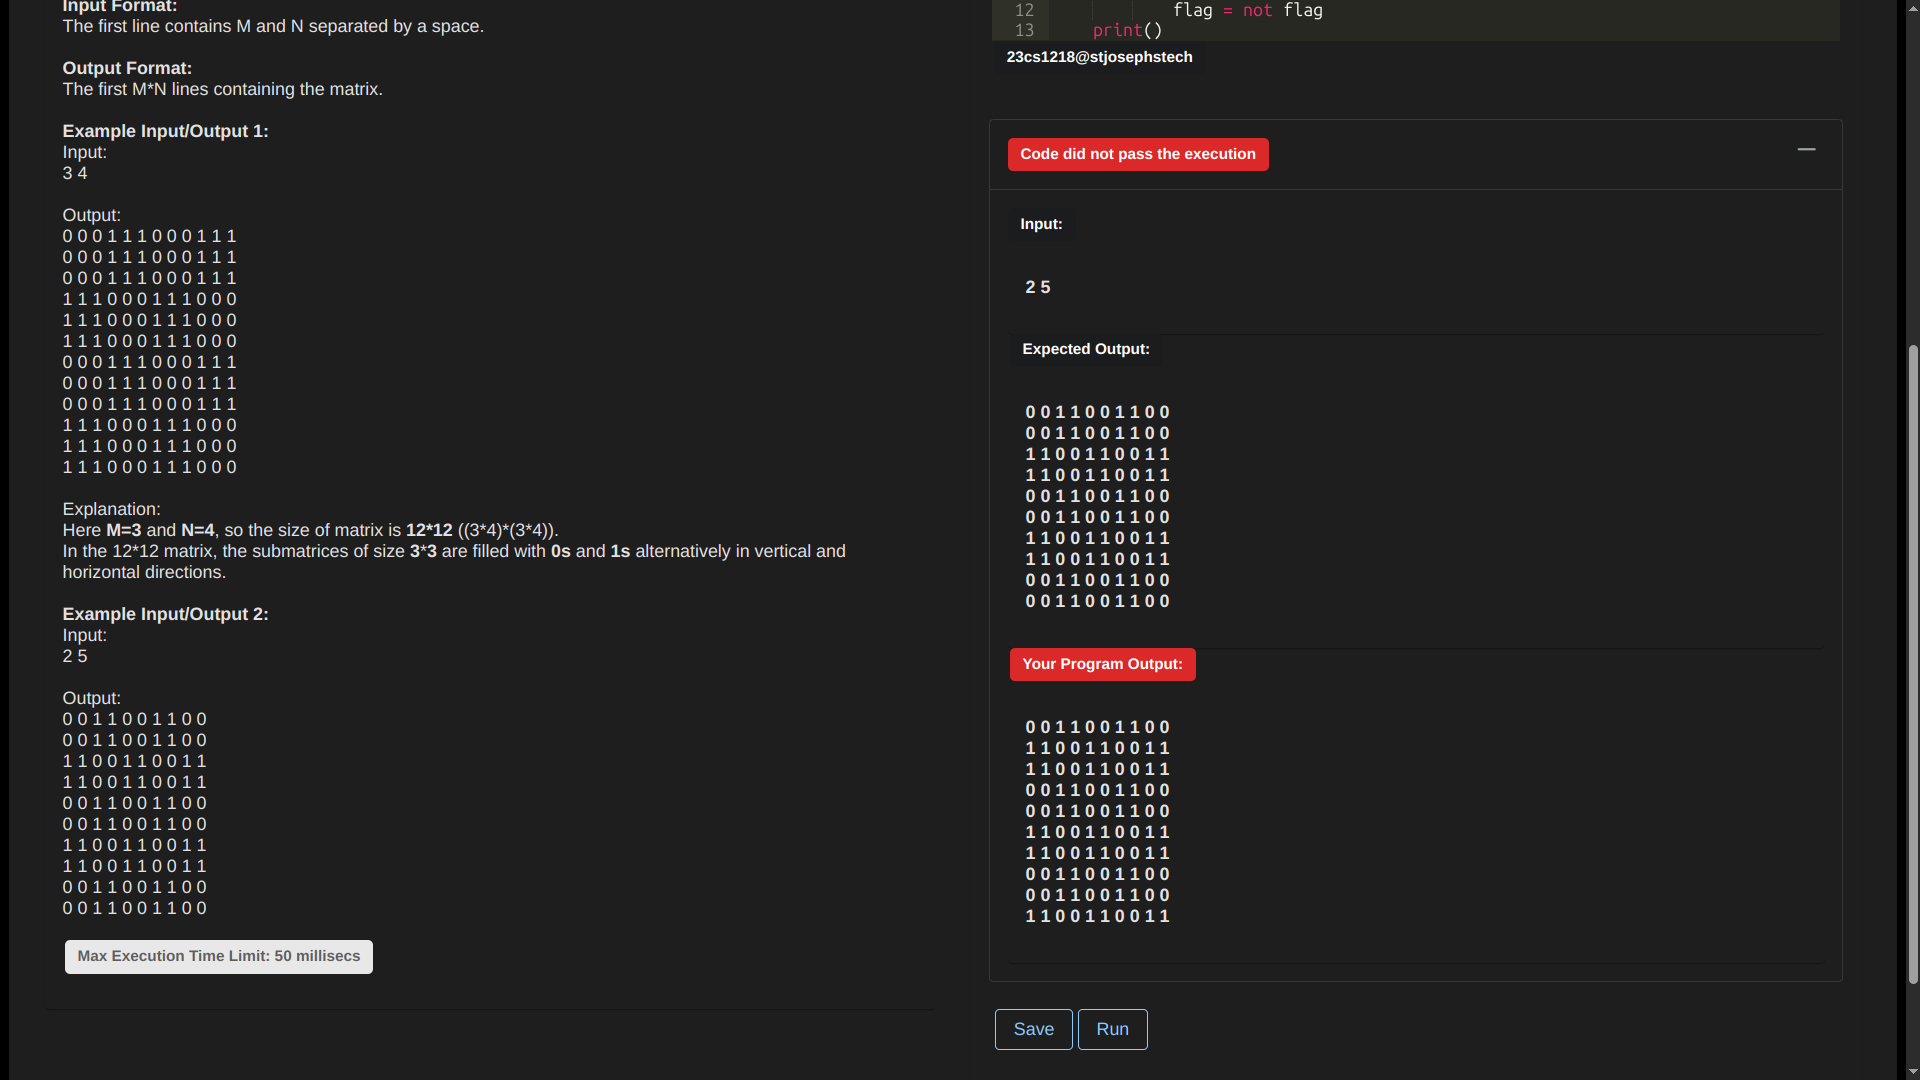 Input Format:
The first line contains M and N separated by a space.
Output Format:
The first M*N lines containing the matrix.
Example Input/Output 1:
Input:
3 4
Output:
0 0 0 1 1 1 0 0 0 1 1 1
0 0 0 1 1 1 0 0 0 1 1 1
0 0 0 1 1 1 0 0 0 1 1 1
1 1 1 0 0 0 1 1 1 0 0 0
1 1 1 0 0 0 1 1 1 0 0 0
1 1 1 0 0 0 1 1 1 0 0 0
0 0 0 1 1 1 0 0 0 1 1 1
0 0 0 1 1 1 0 0 0 1 1 1
0 0 0 1 1 1 0 0 0 1 1 1
1 1 1 0 0 0 1 1 1 0 0 0
1 1 1 0 0 0 1 1 1 0 0 0
1 1 1 0 0 0 1 1 1 0 0 0
Explanation:
Here M=3 and N=4, so the size of matrix is 12*12 ((3*4)*(3*4)).
In the 12*12 matrix, the submatrices of size 3*3 are filled with 0s and 1s alternatively in vertical and
horizontal directions.
Example Input/Output 2:
Input:
2 5
Output:
0 0 1 1 0 0 1 1 0 0
0 0 1 1 0 0 1 1 0 0
1 1 0 0 1 1 0 0 1 1
1 1 0 0 1 1 0 0 1 1
0 0 1 1 0 0 1 1 0 0
0 0 1 1 0 0 1 1 0 0
1 1 0 0 1 1 0 0 1 1
1 1 0 0 1 1 0 0 1 1
0 0 1 1 0 0 1 1 0 0
0 0 1 1 0 0 1 1 0 0
Max Execution Time Limit: 50 millisecs
12 flag = not flag
13 print()
23cs1218@stjosephstech
Code did not pass the execution
Input:
2 5
Expected Output:
0 0 1 1 0 0 1 1 0 0
0 0 1 1 0 0 1 1 0 0
1 1 0 0 1 1 0 0 1 1
1 1 0 0 1 1 0 0 1 1
0 0 1 1 0 0 1 1 0 0
0 0 1 1 0 0 1 1 0 0
1 1 0 0 1 1 0 0 1 1
1 1 0 0 1 1 0 0 1 1
0 0 1 1 0 0 1 1 0 0
0 0 1 1 0 0 1 1 0 0
Your Program Output:
0 0 1 1 0 0 1 1 0 0
1 1 0 0 1 1 0 0 1 1
1 1 0 0 1 1 0 0 1 1
0 0 1 1 0 0 1 1 0 0
0 0 1 1 0 0 1 1 0 0
1 1 0 0 1 1 0 0 1 1
1 1 0 0 1 1 0 0 1 1
0 0 1 1 0 0 1 1 0 0
0 0 1 1 0 0 1 1 0 0
1 1 0 0 1 1 0 0 1 1
Save Run